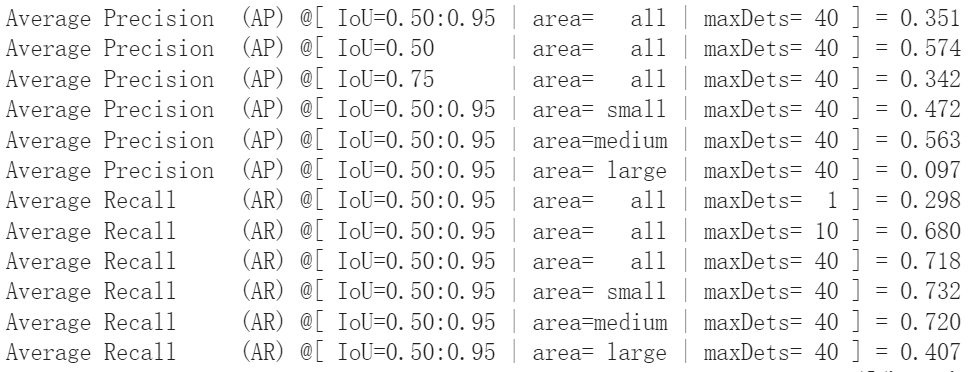 Average Precision  (AP) @[ IoU=0.50:0.95 | area=   all | maxDets= 40 ] = 0.351
Average Precision  (AP) @[ IoU=0.50      | area=   all | maxDets= 40 ] = 0.574
Average Precision  (AP) @[ IoU=0.75      | area=   all | maxDets= 40 ] = 0.342
Average Precision  (AP) @[ IoU=0.50:0.95 | area= small | maxDets= 40 ] = 0.472
Average Precision  (AP) @[ IoU=0.50:0.95 | area=medium | maxDets= 40 ] = 0.563
Average Precision  (AP) @[ IoU=0.50:0.95 | area= large | maxDets= 40 ] = 0.097
Average Recall     (AR) @[ IoU=0.50:0.95 | area=   all | maxDets=  1 ] = 0.298
Average Recall     (AR) @[ IoU=0.50:0.95 | area=   all | maxDets= 10 ] = 0.680
Average Recall     (AR) @[ IoU=0.50:0.95 | area=   all | maxDets= 40 ] = 0.718
Average Recall     (AR) @[ IoU=0.50:0.95 | area= small | maxDets= 40 ] = 0.732
Average Recall     (AR) @[ IoU=0.50:0.95 | area=medium | maxDets= 40 ] = 0.720
Average Recall     (AR) @[ IoU=0.50:0.95 | area= large | maxDets= 40 ] = 0.407